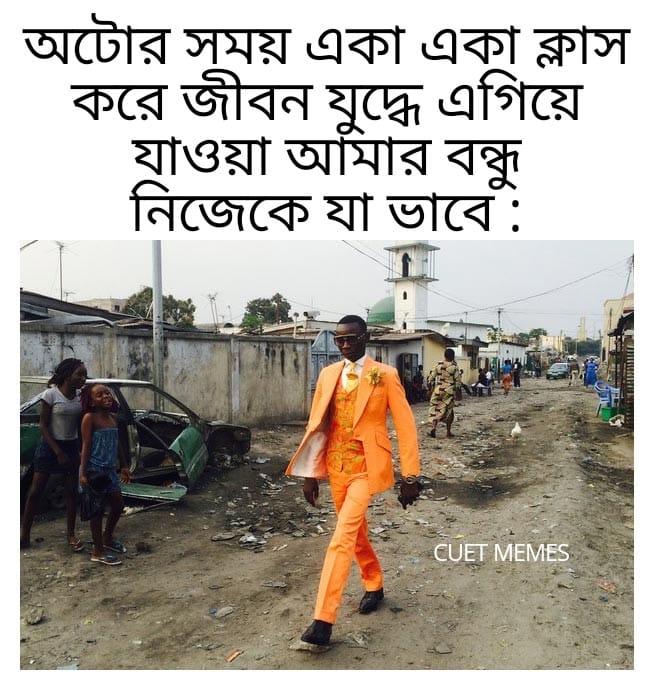 অটোর সময় একা একা ক্লাস
করে জীবন যুদ্ধে এগিয়ে
যাওয়া আমার বন্ধু
নিজেকে যা ভাবে :
CUET MEMES